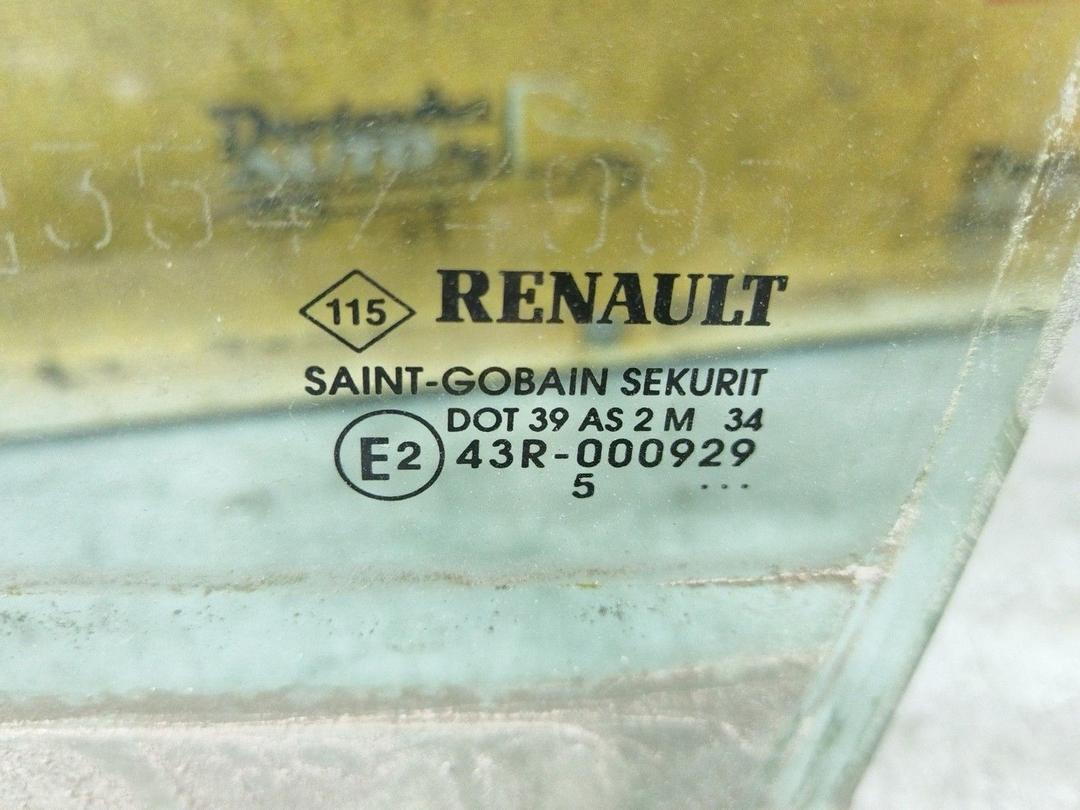 115 RENAULT
SAINT-GOBAIN SEKURIT
DOT 39 AS 2 M 34
E2 43R-000929
5 ...